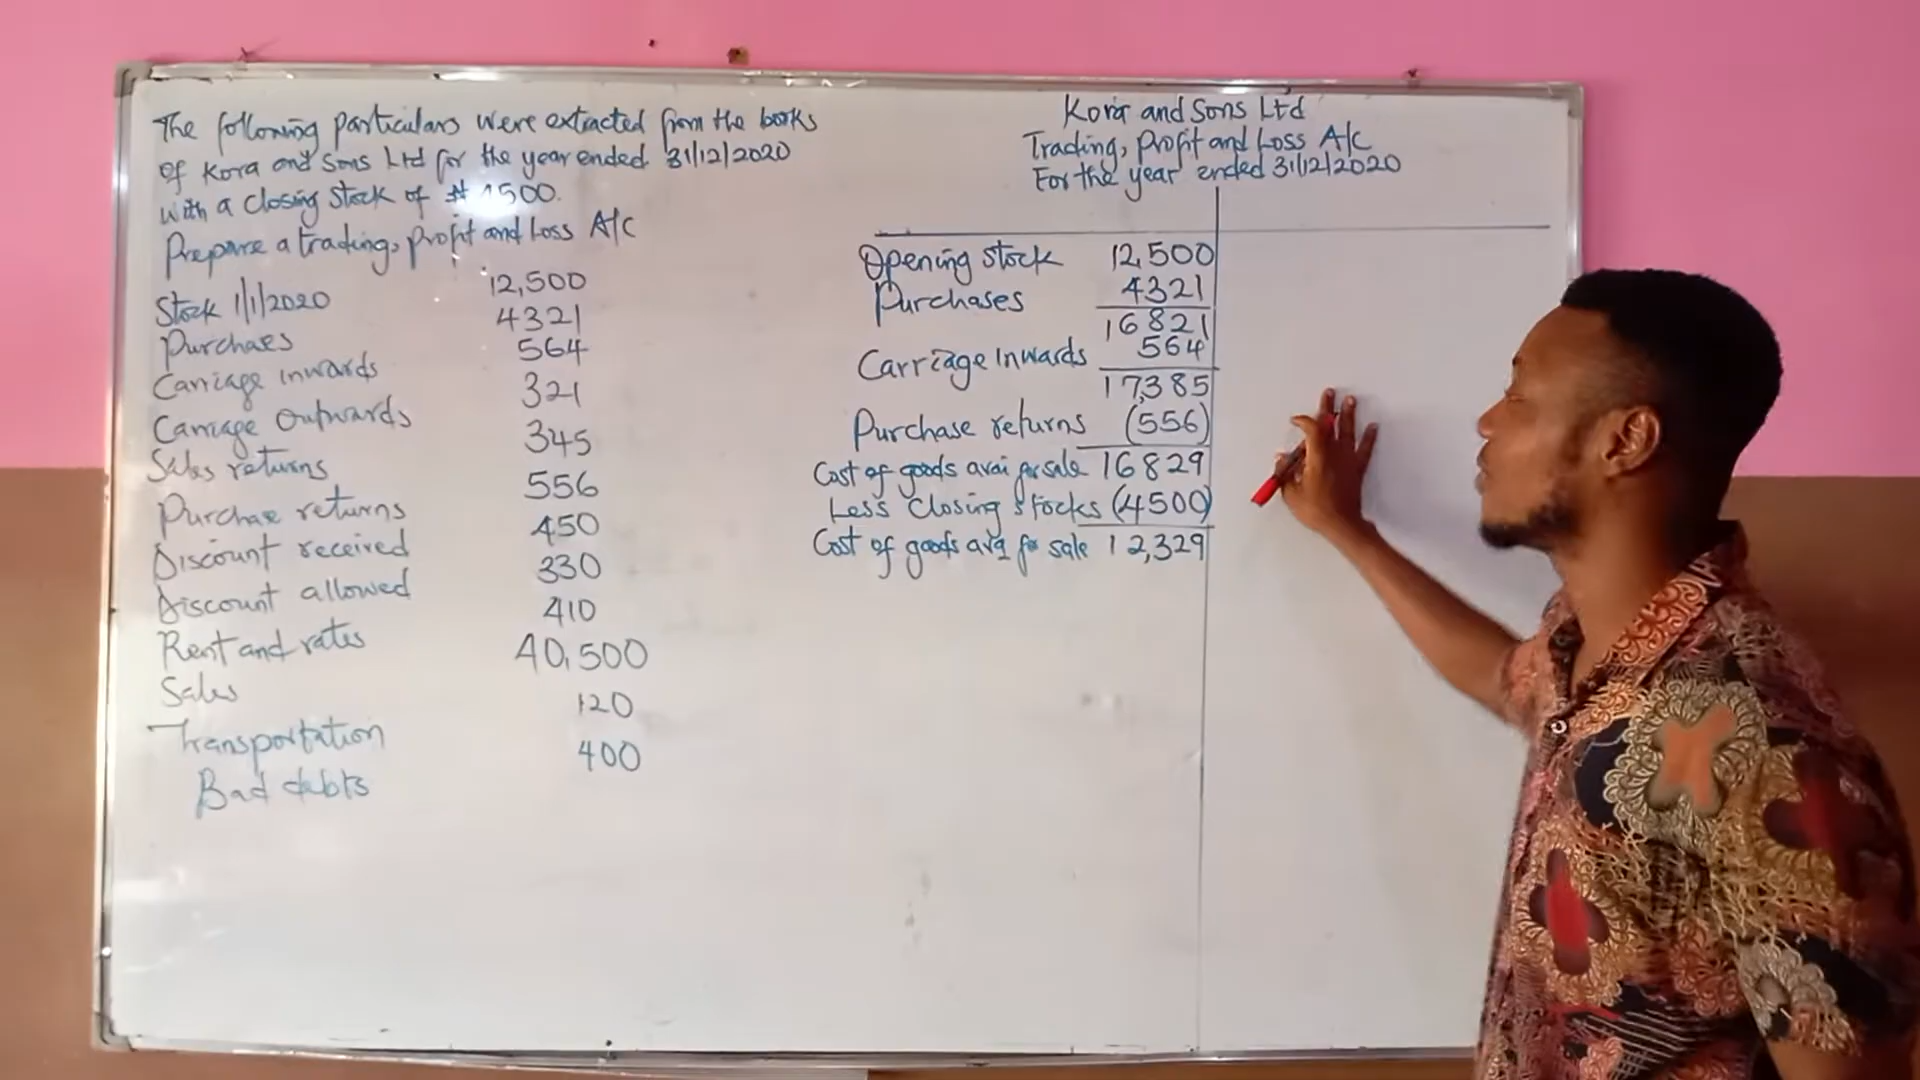 The following particulars were extracted from the books
of Kora and Sons Ltd for the year ended 31/12/2020
with a closing stock of # 4500.
Prepare a trading, profit and Loss A/C
Stock 1/1/2020 12,500
Purchases 4321
Carriage inwards 564
Carriage Outwards 321
Sales returns 345
Purchase returns 556
Discount received 450
Discount allowed 330
Rent and rates 410
Sales 40,500
Transportation 120
Bad debts 400
Kora and Sons Ltd
Trading, Profit and Loss A/C
For the year ended 31/12/2020
Opening stock 12,500
Purchases 4321
16821
Carriage Inwards 564
17,385
Purchase returns (556)
Cost of goods avai for sale 16829
Less Closing stocks (4500)
Cost of goods ava for sale 12,329